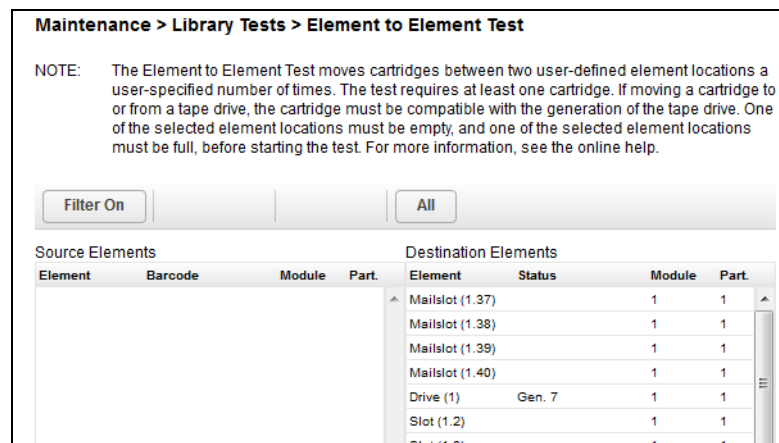 Maintenance > Library Tests > Element to Element Test
NOTE: The Element to Element Test moves cartridges between two user-defined element locations a
user-specified number of times. The test requires at least one cartridge. If moving a cartridge to
or from a tape drive, the cartridge must be compatible with the generation of the tape drive. One
of the selected element locations must be empty, and one of the selected element locations
must be full, before starting the test. For more information, see the online help.
Filter On All
Source Elements Destination Elements
Element Barcode Module Part. Element Status Module Part.
Mailslot (1.37) 1 1
Mailslot (1.38) 1 1
Mailslot (1.39) 1 1
Mailslot (1.40) 1 1
Drive (1) Gen. 7 1 1
Slot (1.2) 1 1